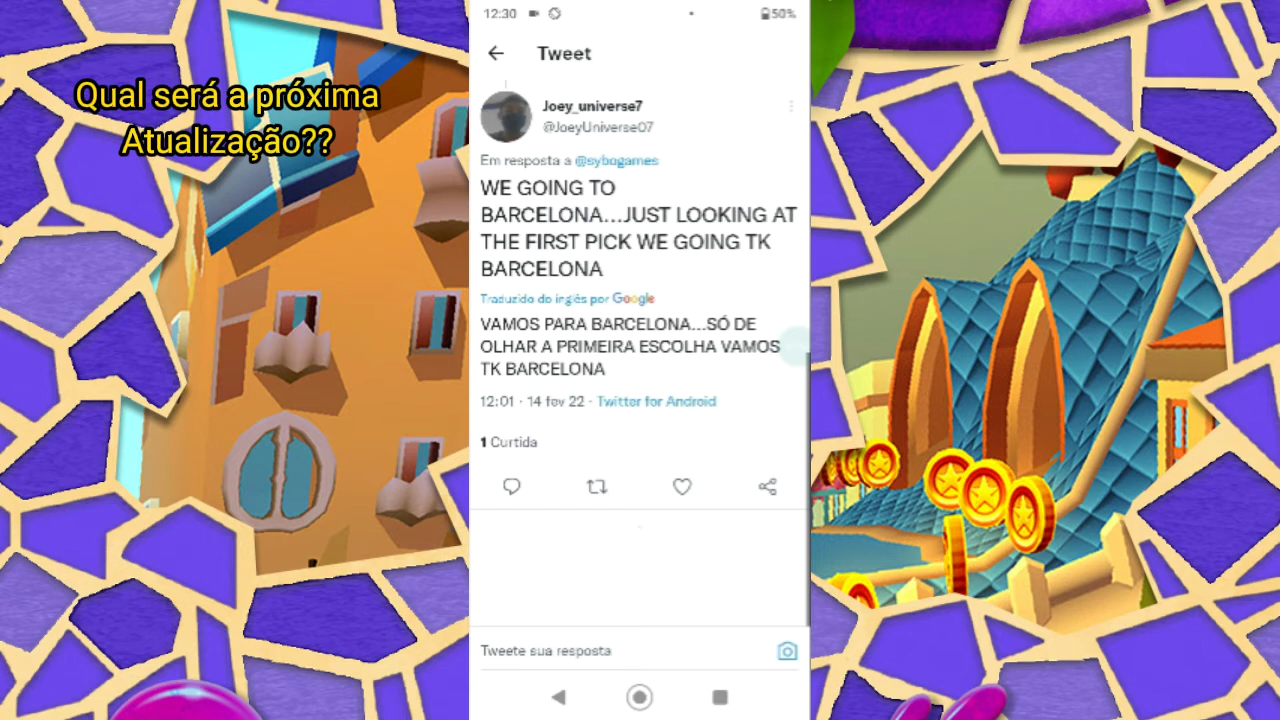 Qual será a próxima
Atualização??
12:30
50%
Tweet
Joey_universe7
@JoeyUniverse07
Em resposta a @sybogames
WE GOING TO
BARCELONA...JUST LOOKING AT
THE FIRST PICK WE GOING TK
BARCELONA
Traduzido do inglês por Google
VAMOS PARA BARCELONA...SÓ DE
OLHAR A PRIMEIRA ESCOLHA VAMOS
TK BARCELONA
12:01 · 14 fev 22 · Twitter for Android
1 Curtida
Tweete sua resposta